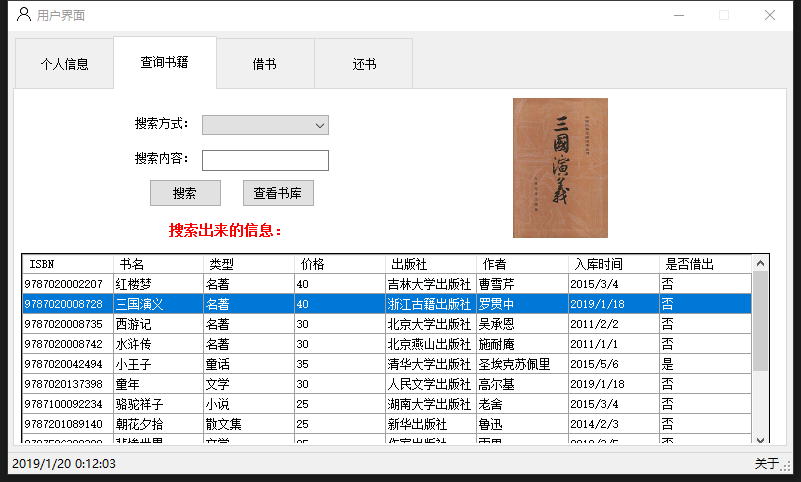 用户界面
个人信息 查询书籍 借书 还书
搜索方式:
搜索内容:
搜索 查看书库
三國演義
搜索出来的信息:
ISBN 书名 类型 价格 出版社 作者 入库时间 是否借出
9787020002207 红楼梦 名著 40 吉林大学出版社 曹雪芹 2015/3/4 否
9787020008728 三国演义 名著 40 浙江古籍出版社 罗贯中 2019/1/18 否
9787020008735 西游记 名著 30 北京大学出版社 吴承恩 2011/2/2 否
9787020008742 水浒传 名著 30 北京燕山出版社 施耐庵 2011/1/1 否
9787020042494 小王子 童话 35 清华大学出版社 圣埃克苏佩里 2015/5/6 是
9787020137398 童年 文学 30 人民文学出版社 高尔基 2019/1/18 否
9787100092234 骆驼祥子 小说 25 湖南大学出版社 老舍 2015/3/4 否
9787201089140 朝花夕拾 散文集 25 新华出版社 鲁迅 2014/2/3 否
悲惨世界 文学 25 作家出版社 雨果 否
2019/1/20 0:12:03 关于